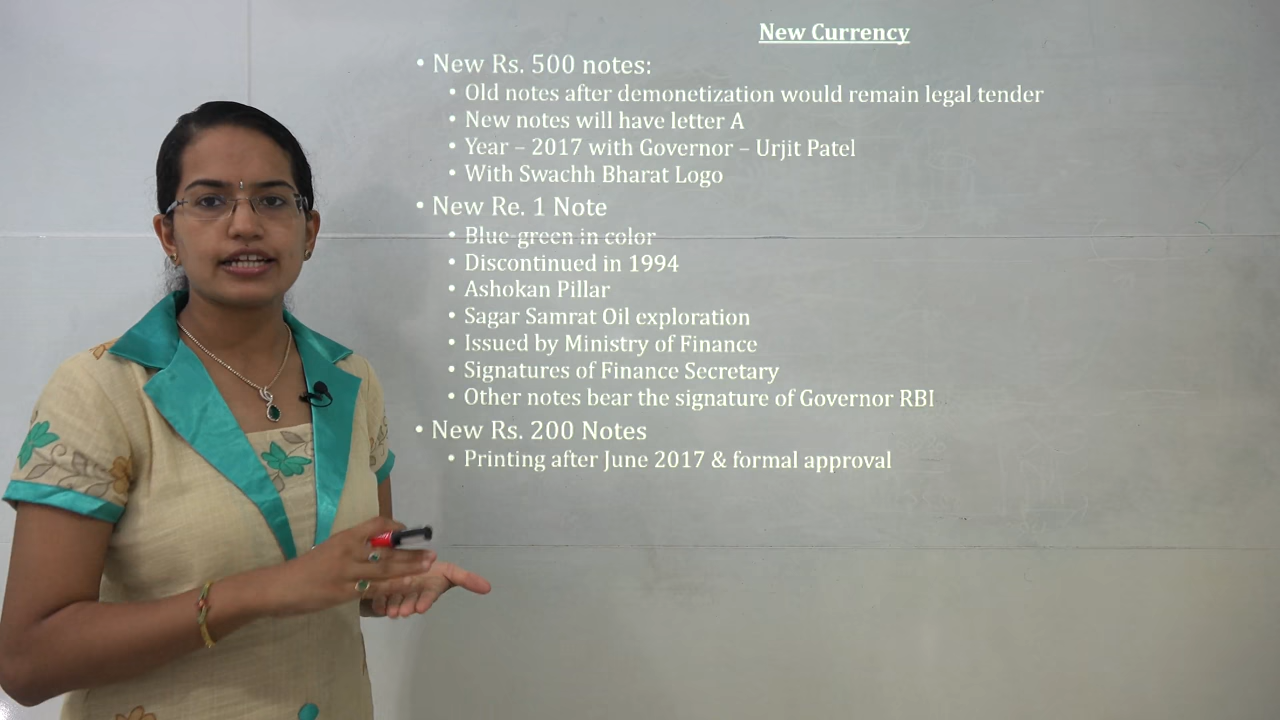 New Currency
• New Rs. 500 notes:
• Old notes after demonetization would remain legal tender
• New notes will have letter A
• Year – 2017 with Governor – Urjit Patel
• With Swachh Bharat Logo
• New Re. 1 Note
• Blue-green in color
• Discontinued in 1994
• Ashokan Pillar
• Sagar Samrat Oil exploration
• Issued by Ministry of Finance
• Signatures of Finance Secretary
• Other notes bear the signature of Governor RBI
• New Rs. 200 Notes
• Printing after June 2017 & formal approval